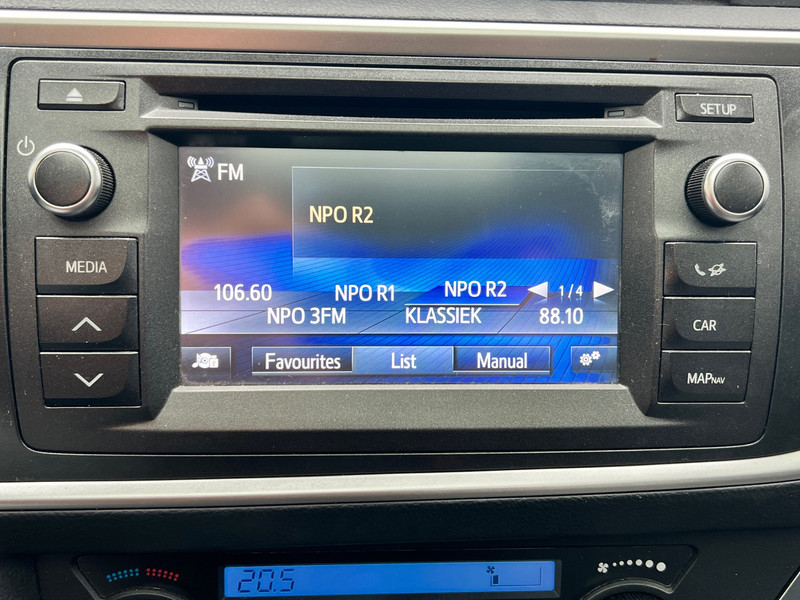 SETUP
FM
NPO R2
MEDIA
106.60 NPO R1 NPO R2 1/4
NPO 3FM KLASSIEK 88.10
CAR
Favourites List Manual
MAPNAV
20.5